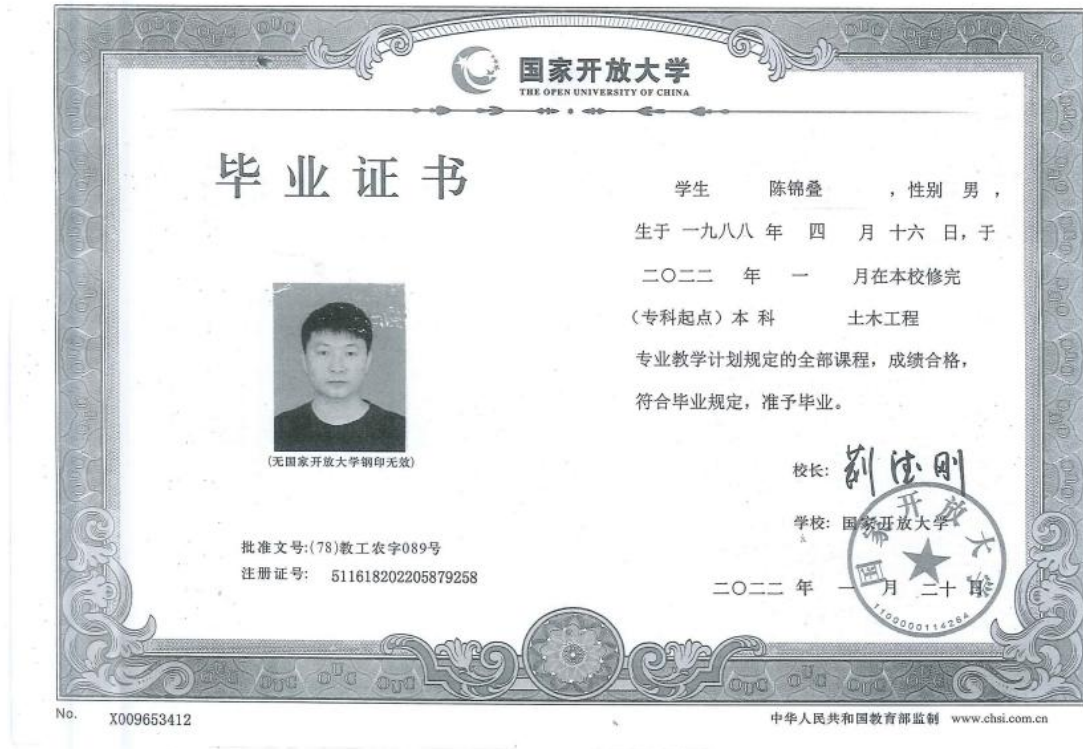 国家开放大学
THE OPEN UNIVERSITY OF CHINA
毕业证书
学生 陈锦叠 ，性别 男，
生于 一九八八 年 四 月 十六 日，于
二〇二二 年 一 月在本校修完
（专科起点）本 科 土木工程
专业教学计划规定的全部课程，成绩合格，
符合毕业规定，准予毕业。
(无国家开放大学钢印无效)
校长:
学校: 国家开放大学
批准文号:(78)教工农字089号
注册证号: 511618202205879258
二〇二二 年 一 月 二十 日
国家开放大学
1100000114284
No. X009653412
中华人民共和国教育部监制 www.chsi.com.cn